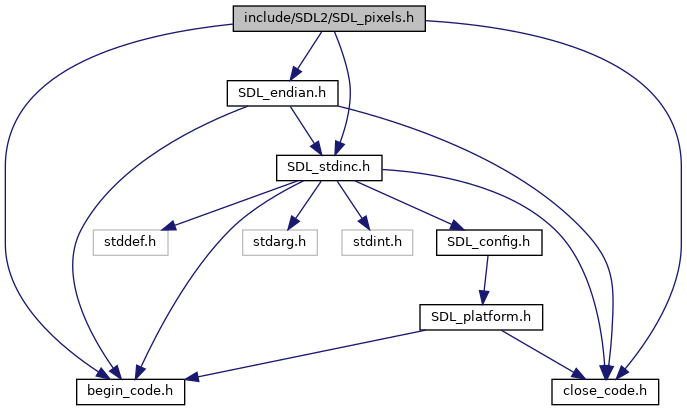 include/SDL2/SDL_pixels.h
SDL_endian.h
SDL_stdinc.h
stddef.h
stdarg.h
stdint.h
SDL_config.h
SDL_platform.h
begin_code.h
close_code.h